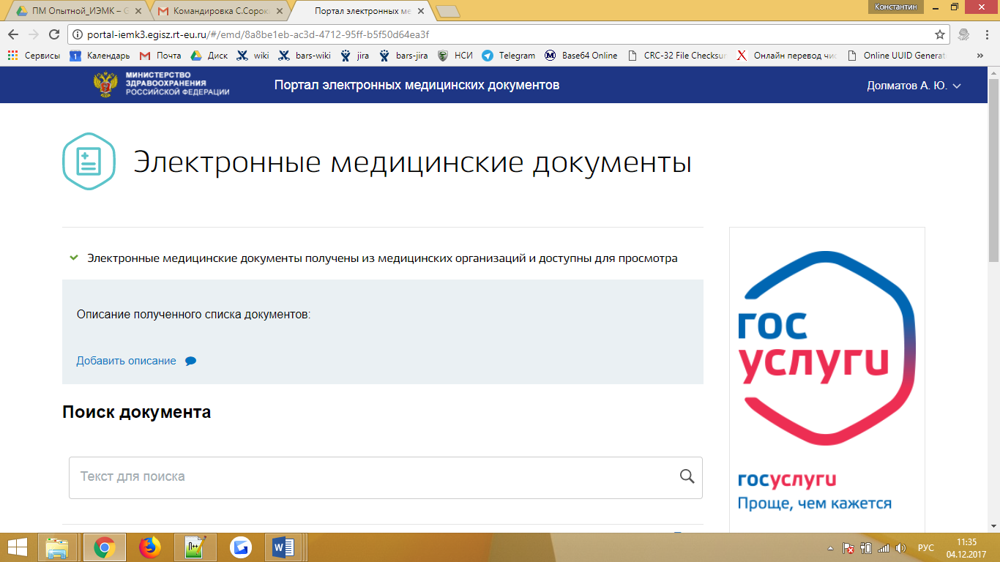 ПМ Опытной_ИЭМК – G
Командировка С.Сороки
Портал электронных ме
Константин
portal-iemk3.egisz.rt-eu.ru/#/emd/8a8be1eb-ac3d-4712-95ff-b5f50d64ea3f
Сервисы Календарь Почта Диск wiki bars-wiki jira bars-jira НСИ Telegram Base64 Online CRC-32 File Checksum Онлайн перевод чис Online UUID Generat »
МИНИСТЕРСТВО
ЗДРАВООХРАНЕНИЯ
РОССИЙСКОЙ ФЕДЕРАЦИИ
Портал электронных медицинских документов
Долматов А. Ю.
Электронные медицинские документы
Электронные медицинские документы получены из медицинских организаций и доступны для просмотра
Описание полученного списка документов:
Добавить описание
Поиск документа
Текст для поиска
гос
услуги
госуслуги
Проще, чем кажется
РУС
11:35
04.12.2017